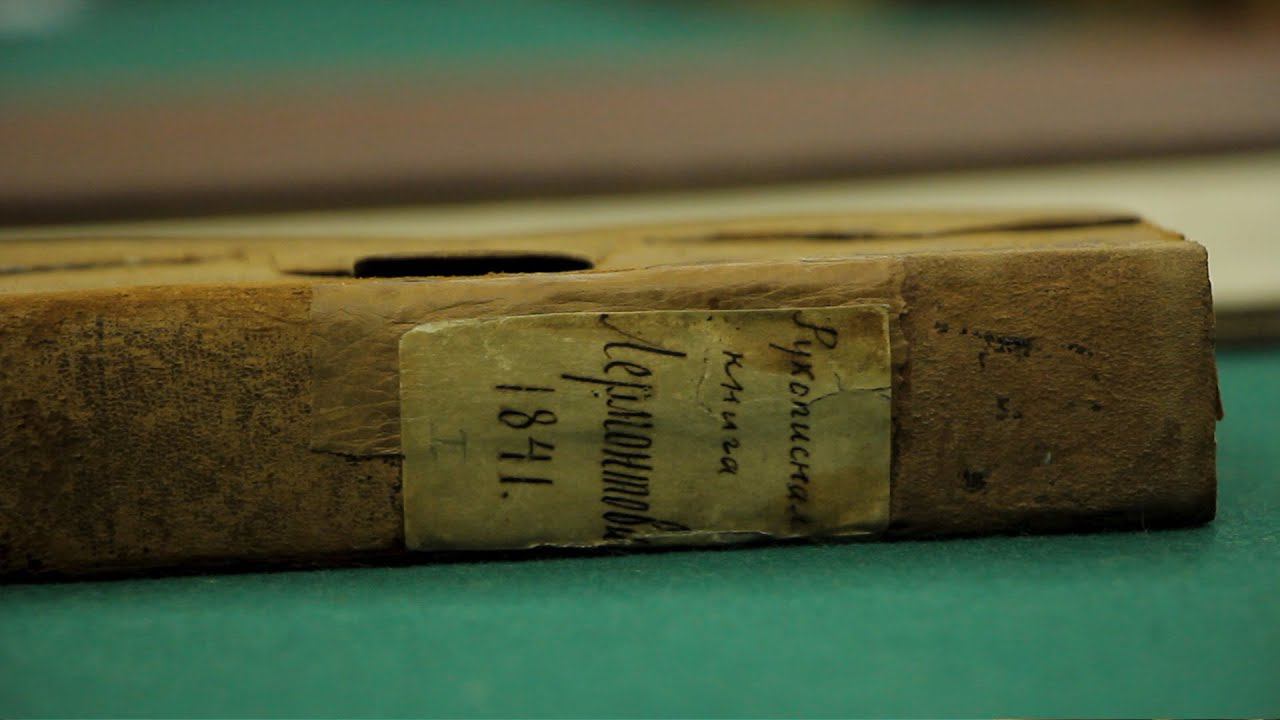 Рукописная
книга
Лермонтова
1841.
I